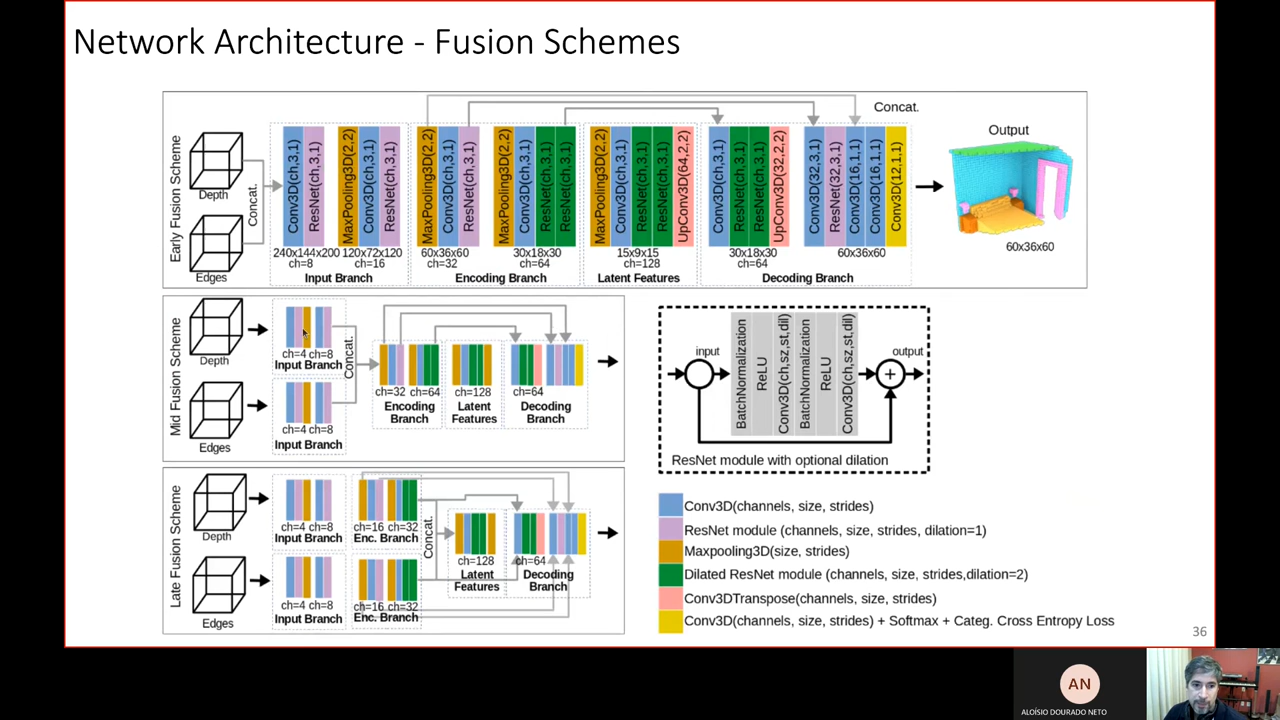 Network Architecture - Fusion Schemes
Early Fusion Scheme
Depth
Edges
Concat.
Conv3D(ch,3,1)
ResNet(ch,3,1)
MaxPooling3D(2,2)
Conv3D(ch,3,1)
ResNet(ch,3,1)
MaxPooling3D(2,2)
Conv3D(ch,3,1)
ResNet(ch,3,1)
MaxPooling3D(2,2)
Conv3D(ch,3,1)
ResNet(ch,3,1)
ResNet(ch,3,1)
MaxPooling3D(2,2)
Conv3D(ch,3,1)
ResNet(ch,3,1)
ResNet(ch,3,1)
UpConv3D(64,2,2)
Conv3D(ch,3,1)
ResNet(ch,3,1)
ResNet(ch,3,1)
UpConv3D(32,2,2)
Conv3D(32,3,1)
ResNet(32,3,1)
Conv3D(16,1,1)
Conv3D(16,1,1)
Conv3D(12,1,1)
Concat.
Output
60x36x60
240x144x200 120x72x120 60x36x60 30x18x30 15x9x15 30x18x30 60x36x60
ch=8 ch=16 ch=32 ch=64 ch=128 ch=64
Input Branch Encoding Branch Latent Features Decoding Branch
Mid Fusion Scheme
Depth
ch=4 ch=8
Input Branch
Concat.
Edges
ch=4 ch=8
Input Branch
ch=32 ch=64 ch=128 ch=64
Encoding Branch
Latent Features
Decoding Branch
Late Fusion Scheme
Depth
ch=4 ch=8
Input Branch
ch=16 ch=32
Enc. Branch
Concat.
Edges
ch=4 ch=8
Input Branch
ch=16 ch=32
Enc. Branch
ch=128 ch=64
Latent Features
Decoding Branch
input
BatchNormalization
ReLU
Conv3D(ch,sz,st,dil)
BatchNormalization
ReLU
Conv3D(ch,sz,st,dil)
+
output
ResNet module with optional dilation
Conv3D(channels, size, strides)
ResNet module (channels, size, strides, dilation=1)
Maxpooling3D(size, strides)
Dilated ResNet module (channels, size, strides,dilation=2)
Conv3DTranspose(channels, size, strides)
Conv3D(channels, size, strides) + Softmax + Categ. Cross Entropy Loss
36
AN
ALOÍSIO DOURADO NETO